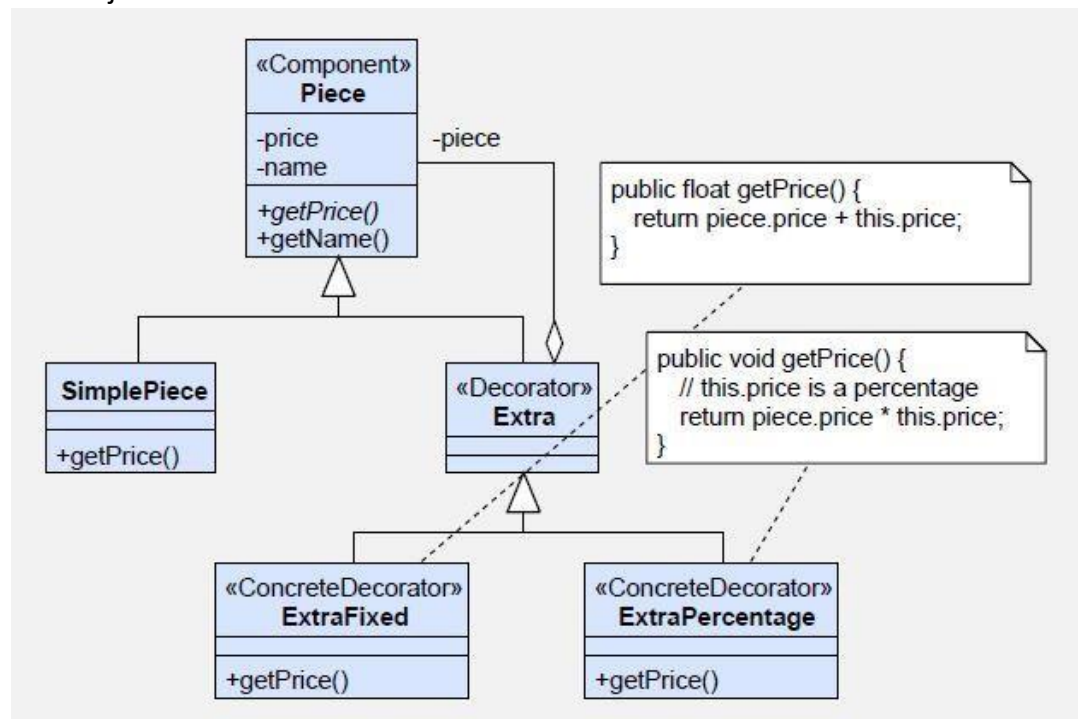 «Component»
Piece
-price
-name
+getPrice()
+getName()
-piece
public float getPrice() {
return piece.price + this.price;
}
public void getPrice() {
// this.price is a percentage
return piece.price * this.price;
}
SimplePiece
+getPrice()
«Decorator»
Extra
«ConcreteDecorator»
ExtraFixed
+getPrice()
«ConcreteDecorator»
ExtraPercentage
+getPrice()